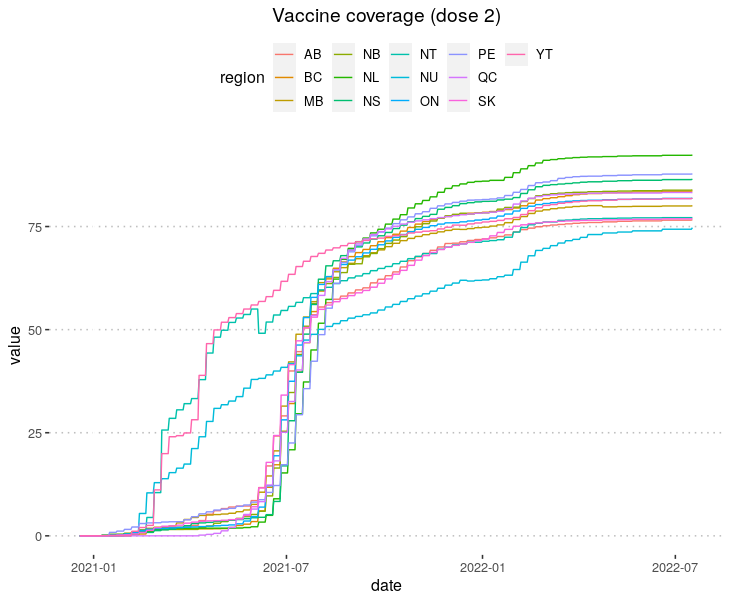 Vaccine coverage (dose 2)
region
AB NB NT PE YT
BC NL NU QC
MB NS ON SK
value
75
50
25
0
2021-01 2021-07 2022-01 2022-07
date